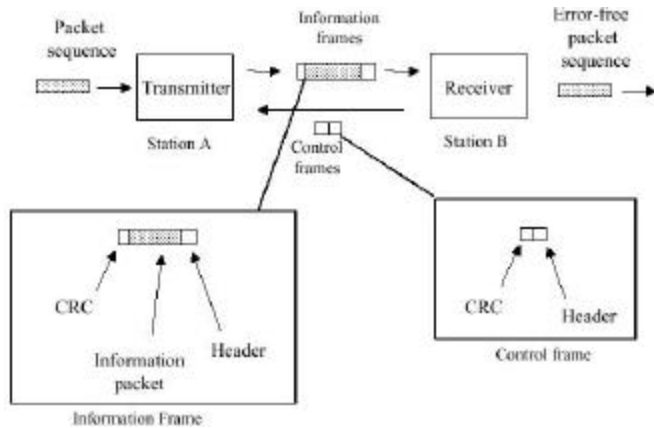 Packet
sequence
Information
frames
Error-free
packet
sequence
Transmitter
Receiver
Station A
Control
frames
Station B
CRC
Information
packet
Header
Information Frame
CRC
Header
Control frame